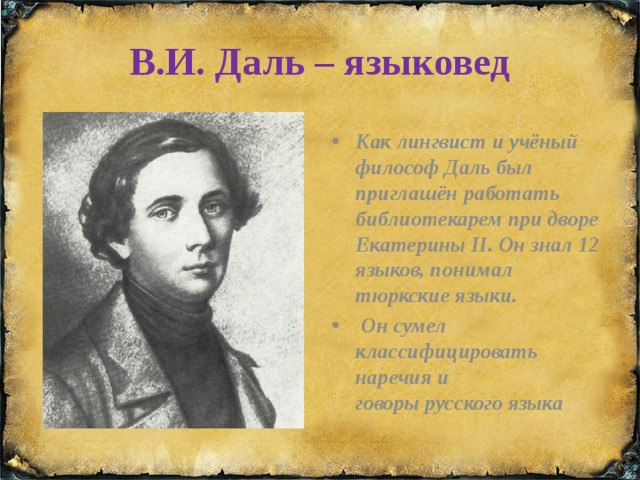 В.И. Даль – языковед
• Как лингвист и учёный
философ Даль был
приглашён работать
библиотекарем при дворе
Екатерины II. Он знал 12
языков, понимал
тюркские языки.
• Он сумел
классифицировать
наречия и
говоры русского языка